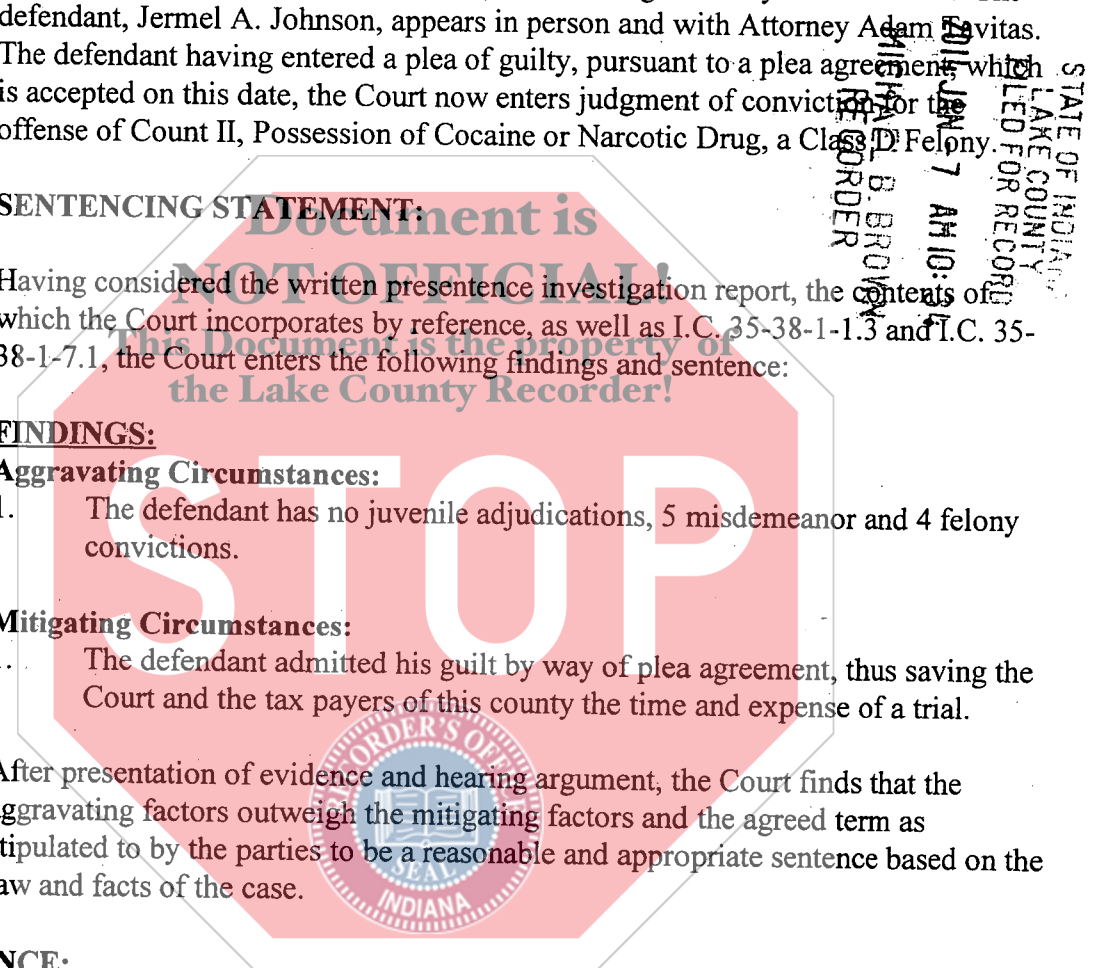 defendant, Jermel A. Johnson, appears in person and with Attorney Adam Tavitas.
The defendant having entered a plea of guilty, pursuant to a plea agreement, which
is accepted on this date, the Court now enters judgment of conviction for the
offense of Count II, Possession of Cocaine or Narcotic Drug, a Class D Felony.
STATE OF INDIA
LAKE COUNTY
FILED FOR RECORD
JAN -7 AM 10:
B. BROWN
RECORDER
SENTENCING STATEMENT:
Document is
NOT OFFICIAL!
This Document is the property of
the Lake County Recorder!
Having considered the written presentence investigation report, the contents of
which the Court incorporates by reference, as well as I.C. 35-38-1-1.3 and I.C. 35-
38-1-7.1, the Court enters the following findings and sentence:
FINDINGS:
Aggravating Circumstances:
1. The defendant has no juvenile adjudications, 5 misdemeanor and 4 felony
convictions.
STOP
Mitigating Circumstances:
. The defendant admitted his guilt by way of plea agreement, thus saving the
Court and the tax payers of this county the time and expense of a trial.
After presentation of evidence and hearing argument, the Court finds that the
ggravating factors outweigh the mitigating factors and the agreed term as
tipulated to by the parties to be a reasonable and appropriate sentence based on the
aw and facts of the case.
RECORDER'S OFFICE
SEAL
INDIANA
NCE: